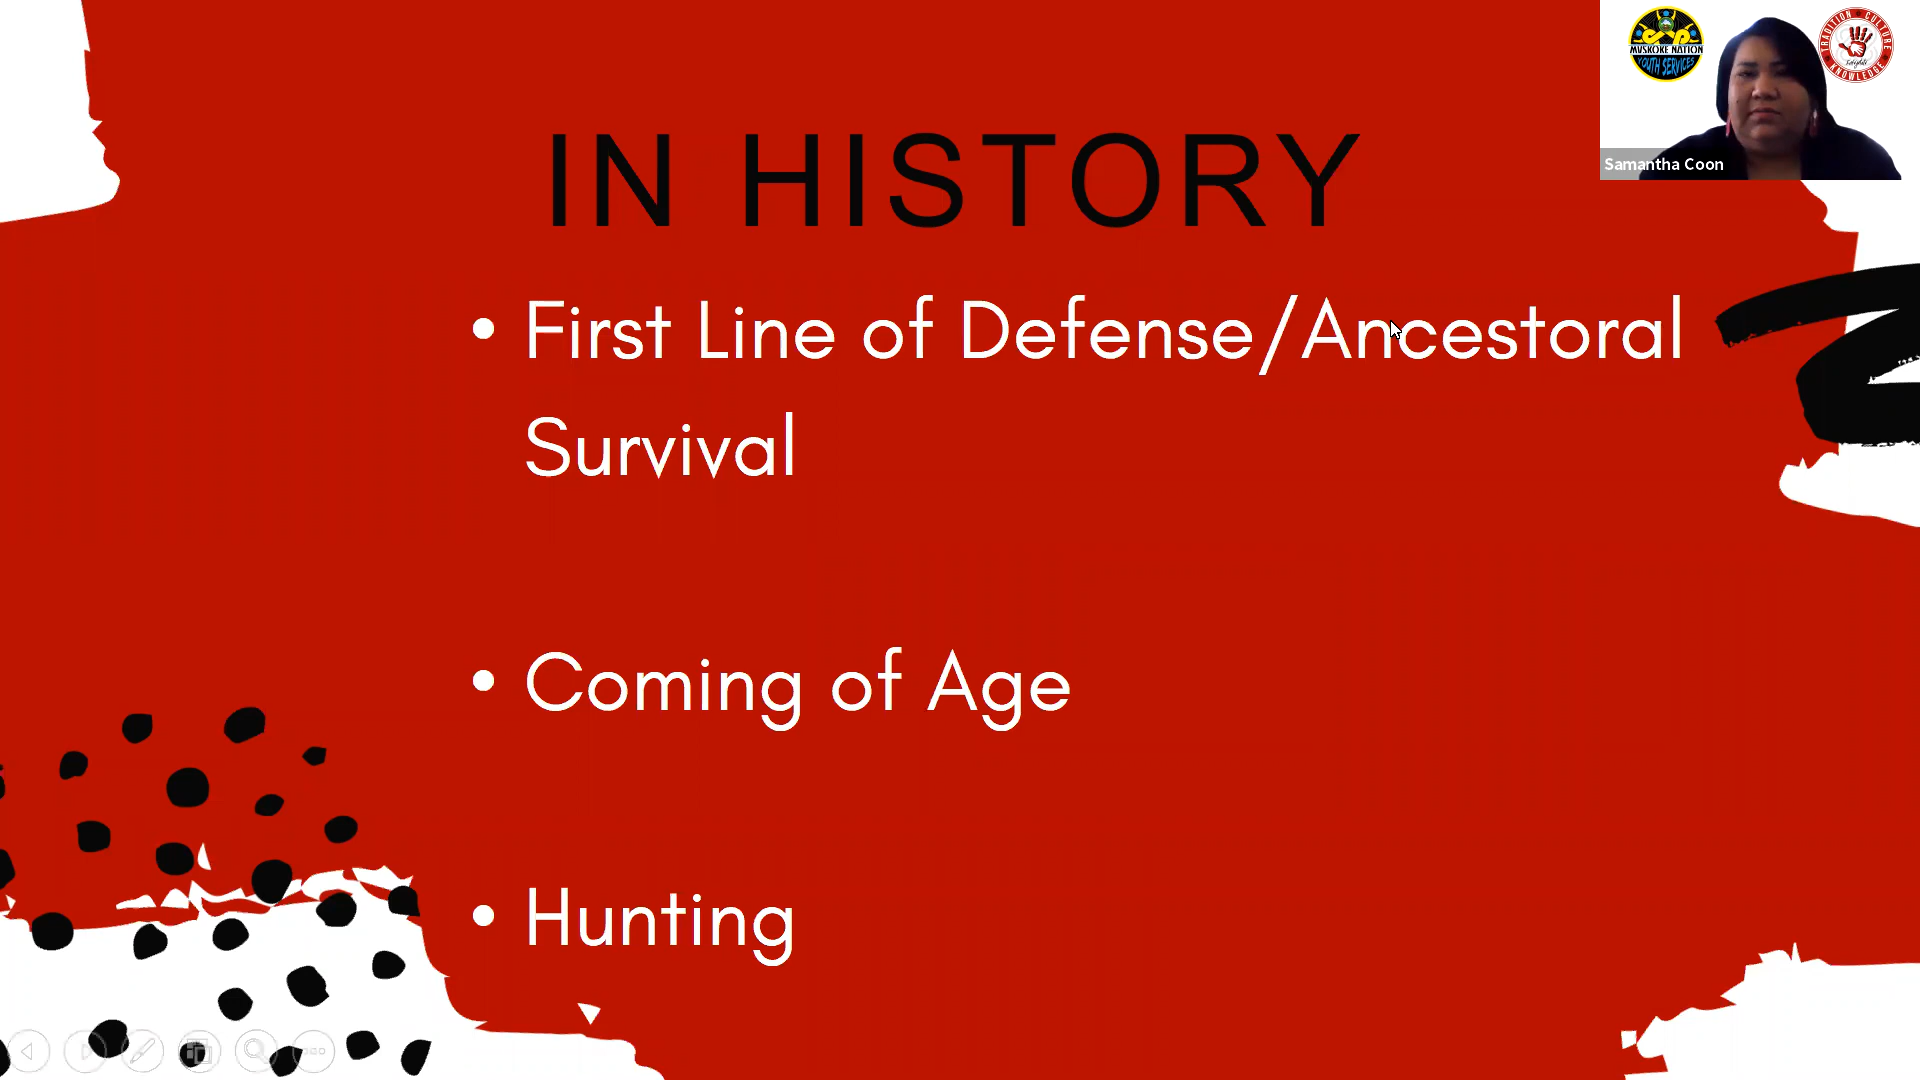 IN HISTORY
• First Line of Defense/Ancestoral
Survival
• Coming of Age
• Hunting
MUSKOKE NATION
YOUTH SERVICES
TRADITION CULTURE
KNOWLEDGE
Samantha Coon